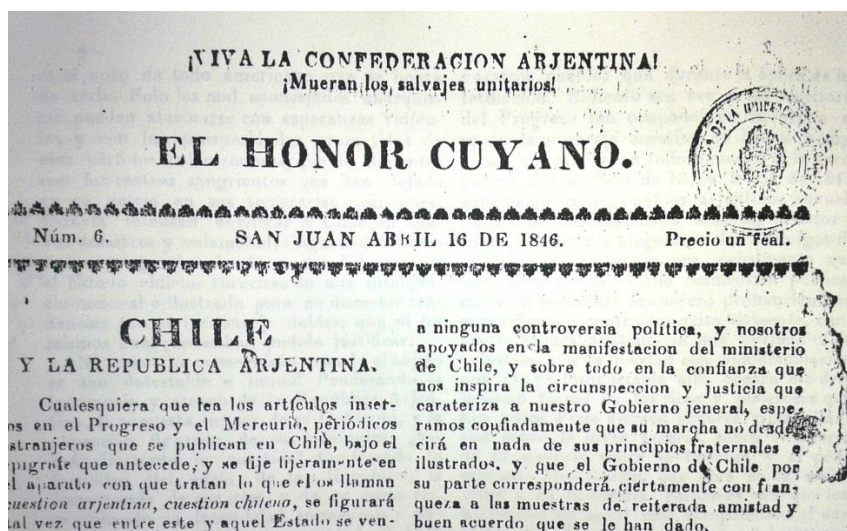 ¡VIVA LA CONFEDERACION ARJENTINA!
¡Mueran los, salvajes unitarios!
EL HONOR CUYANO.
Núm.
SAN JUAN ABRIL 16 DE 1846.
Precio un real.
CHILE
Y LA REPUBLICA ARJENTINA.
Cualesquiera que lea los artículos inser-
os en el Progreso y el Mercurio, periódicos
stranjeros que se publican en Chile, bajo el
epigrafe que antecede, y se fije lijeramente en
el aparato con que tratan lo que ellos llaman
cuestion arjentina, cuestion chilena, se figurará
al vez que entre este y aquel Estado se ven-
a ninguna controversia política, y nosotros
apoyados en la manifestacion del ministerio
de Chile, y sobre todo en la confianza que
nos inspira la circunspeccion y justicia que
carateriza a nuestro Gobierno jeneral, espe-
ramos confiadamente que su marcha no desde-
cirá en nada de sus principios fraternales e
ilustrados, y que el Gobierno de Chile por
su parte corresponderá ciertamente con fran-
queza a las muestras de reiterada amistad y
buen acuerdo que se le han dado.